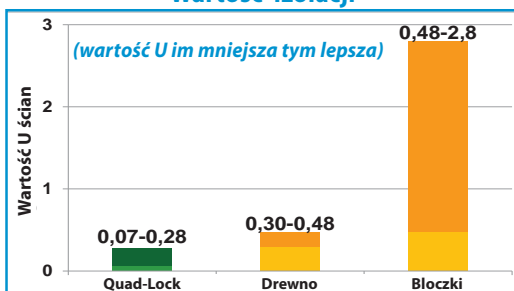 Wartość izolacji
(wartość U im mniejsza tym lepsza)
Wartość U ścian
3
2
1
0
0,07-0,28
0,30-0,48
0,48-2,8
Quad-Lock
Drewno
Bloczki